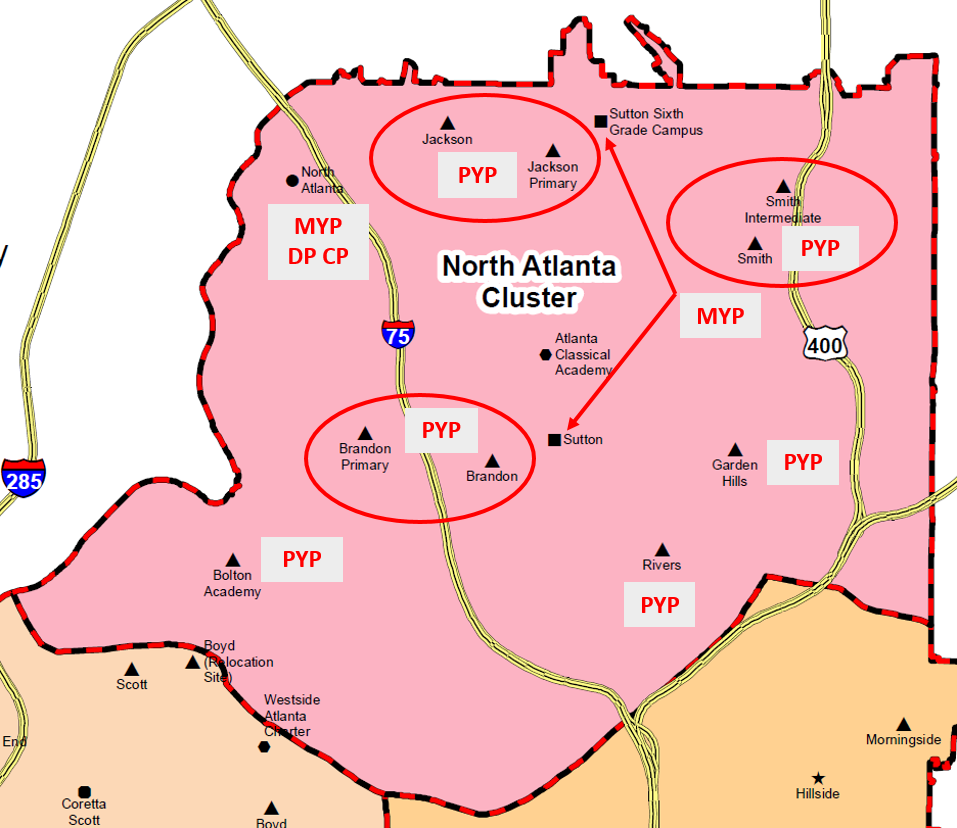 Sutton Sixth
Grade Campus
Jackson
PYP
Jackson
Primary
North
Atlanta
MYP
DP CP
Smith
Intermediate
Smith
PYP
North Atlanta
Cluster
MYP
75
400
Atlanta
Classical
Academy
PYP
Brandon
Primary
Brandon
Sutton
Garden
Hills
PYP
285
Bolton
Academy
PYP
Rivers
PYP
Boyd
(Relocation
Site)
Scott
Westside
Atlanta
Charter
End
Morningside
Hillside
Coretta
Scott
Boyd